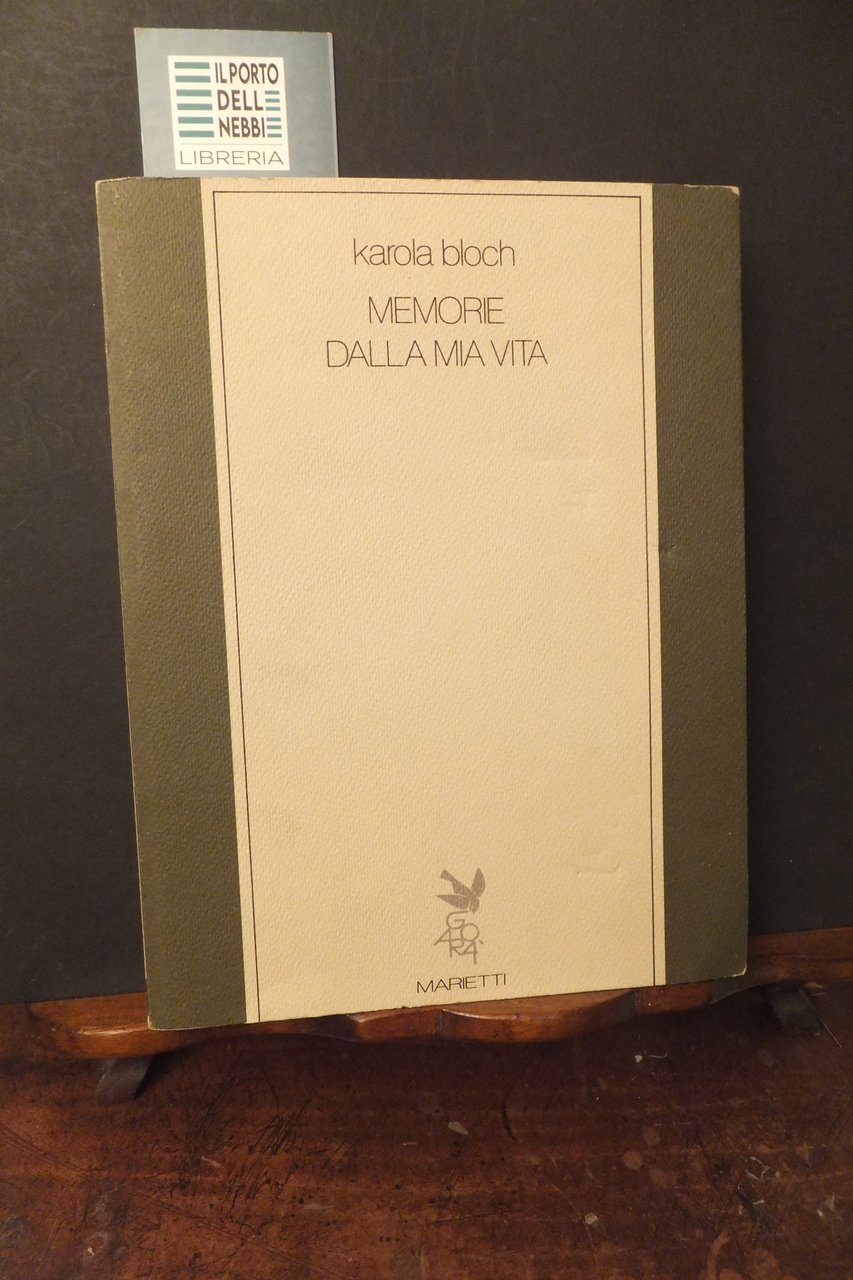 IL PORTO
DELLE
NEBBIE
LIBRERIA
karola bloch
MEMORIE
DALLA MIA VITA
AGORÀ
MARIETTI